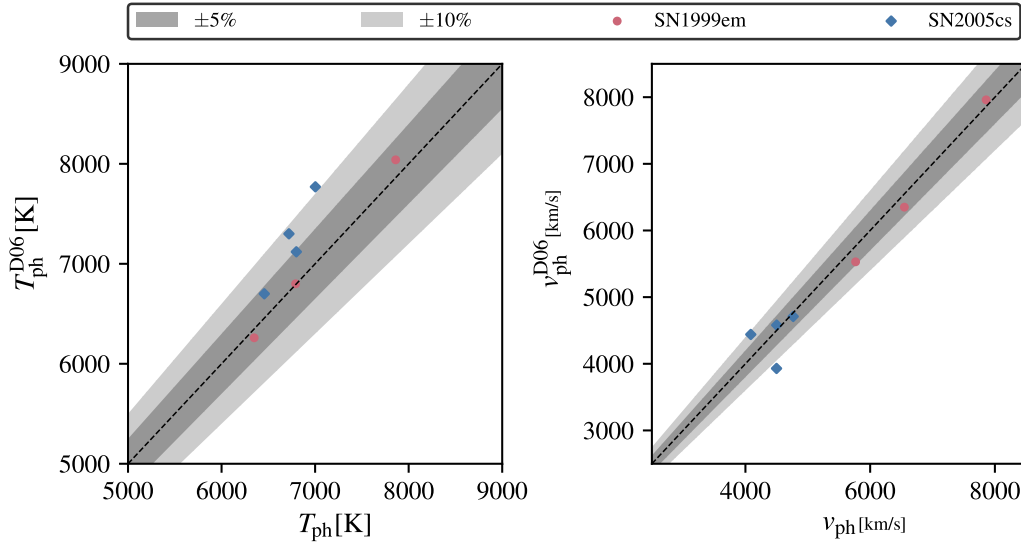 ±5% ±10% SN1999em SN2005cs
9000
8000
7000
6000
5000
T_ph^D06 [K]
5000 6000 7000 8000 9000
T_ph [K]
8000
7000
6000
5000
4000
3000
v_ph^D06 [km/s]
4000 6000 8000
v_ph [km/s]